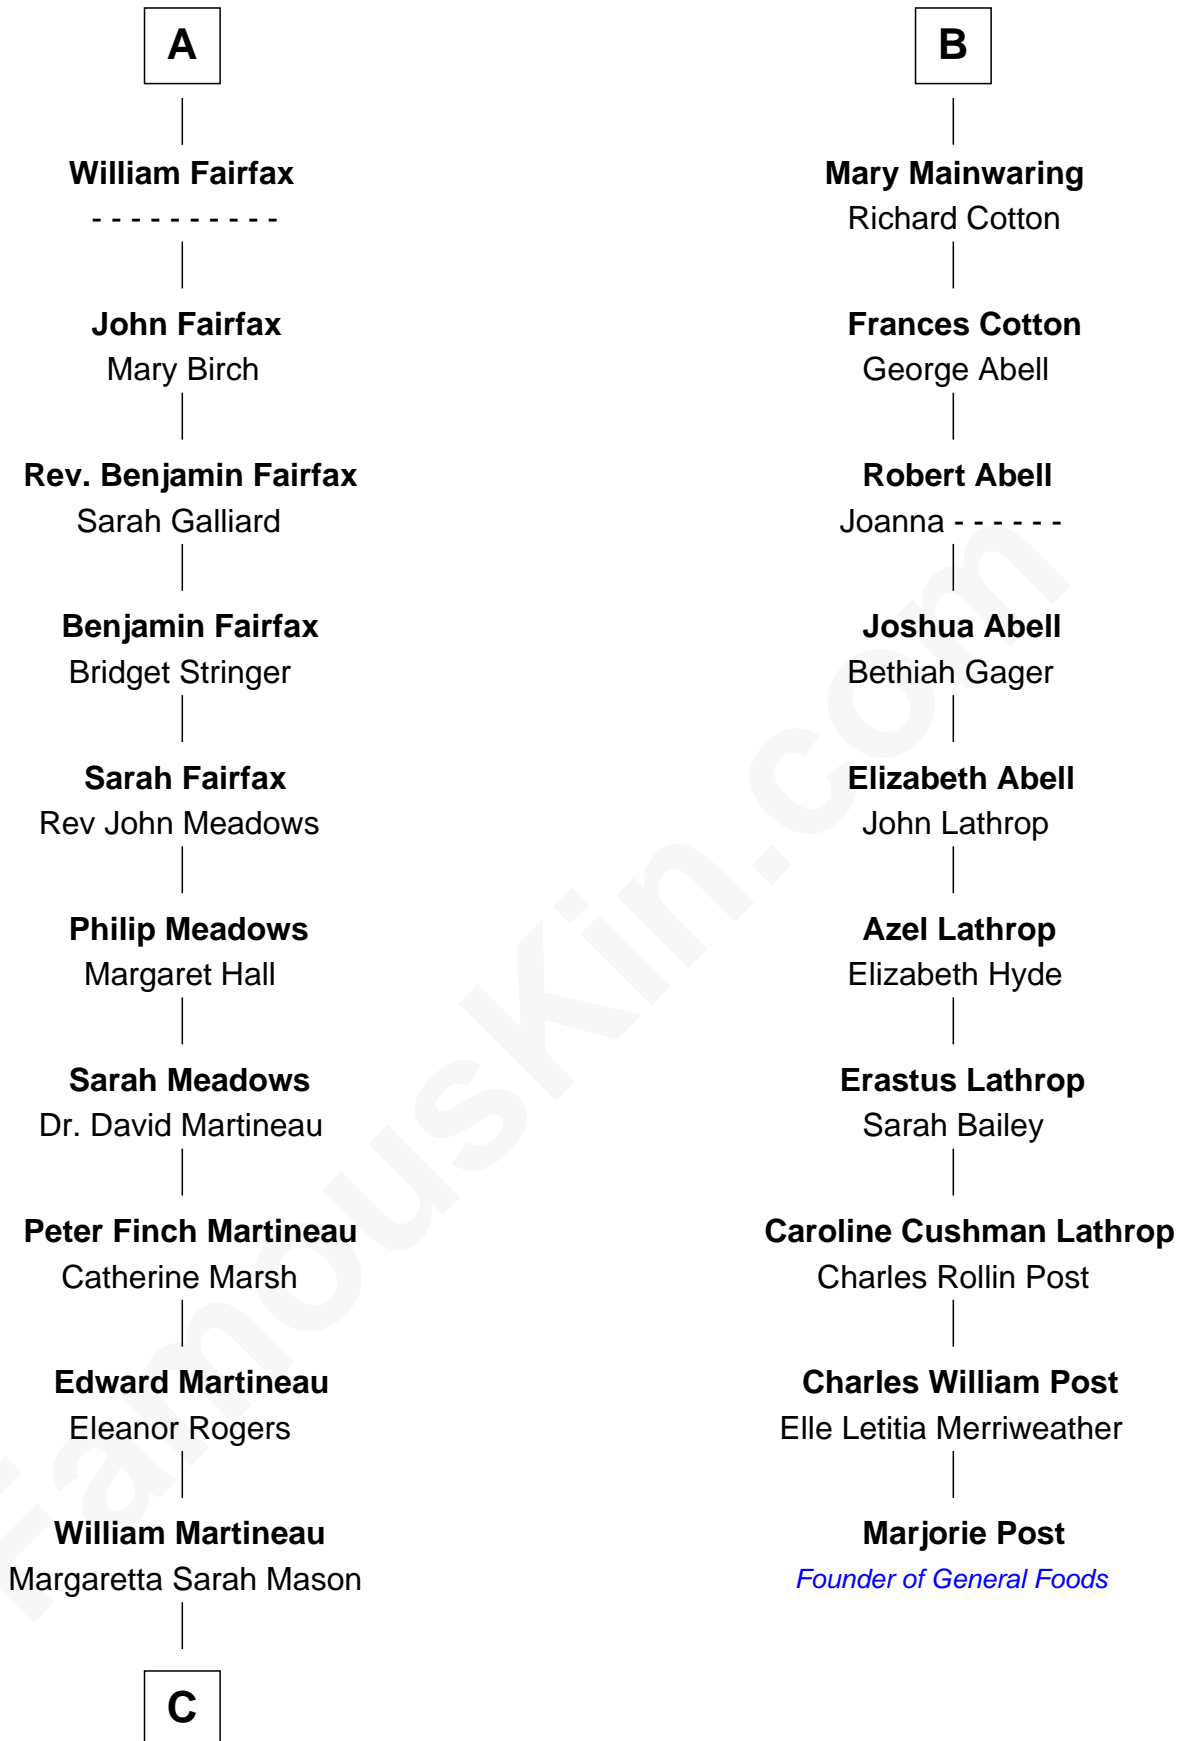 A
William Fairfax
- - - - - - - - - -
John Fairfax
Mary Birch
Rev. Benjamin Fairfax
Sarah Galliard
Benjamin Fairfax
Bridget Stringer
Sarah Fairfax
Rev John Meadows
Philip Meadows
Margaret Hall
Sarah Meadows
Dr. David Martineau
Peter Finch Martineau
Catherine Marsh
Edward Martineau
Eleanor Rogers
William Martineau
Margaretta Sarah Mason
C
B
Mary Mainwaring
Richard Cotton
Frances Cotton
George Abell
Robert Abell
Joanna - - - - - -
Joshua Abell
Bethiah Gager
Elizabeth Abell
John Lathrop
Azel Lathrop
Elizabeth Hyde
Erastus Lathrop
Sarah Bailey
Caroline Cushman Lathrop
Charles Rollin Post
Charles William Post
Elle Letitia Merriweather
Marjorie Post
Founder of General Foods
FamousKin.com